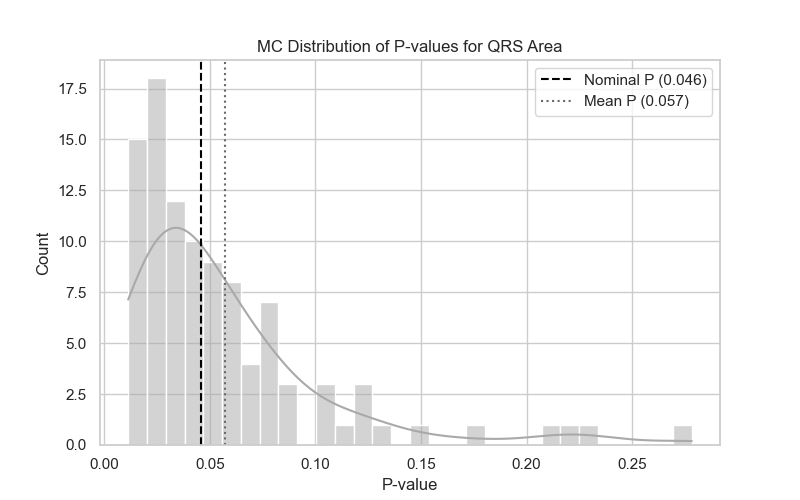 MC Distribution of P-values for QRS Area
Nominal P (0.046)
Mean P (0.057)
17.5
15.0
12.5
10.0
7.5
5.0
2.5
0.0
Count
0.00 0.05 0.10 0.15 0.20 0.25
P-value